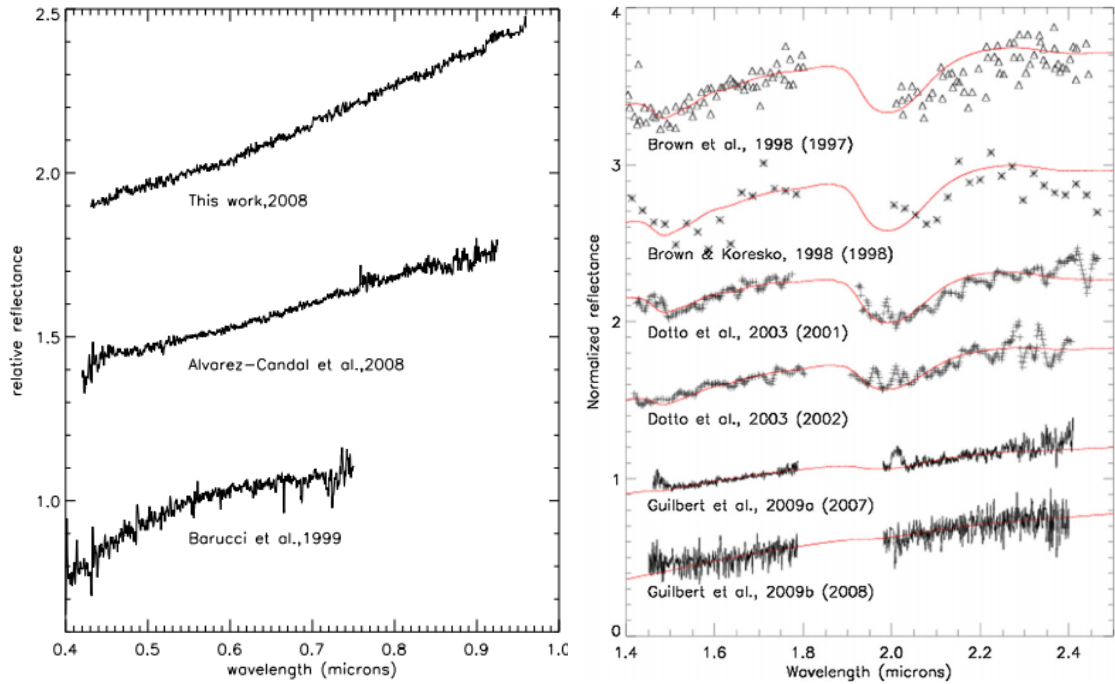 2.5
2.0
1.5
1.0
relative reflectance
This work,2008
Alvarez-Candal et al.,2008
Barucci et al.,1999
0.4 0.5 0.6 0.7 0.8 0.9 1.0
wavelength (microns)
4
3
2
1
0
Normalized reflectance
Brown et al., 1998 (1997)
Brown & Koresko, 1998 (1998)
Dotto et al., 2003 (2001)
Dotto et al., 2003 (2002)
Guilbert et al., 2009a (2007)
Guilbert et al., 2009b (2008)
1.4 1.6 1.8 2.0 2.2 2.4
Wavelength (microns)